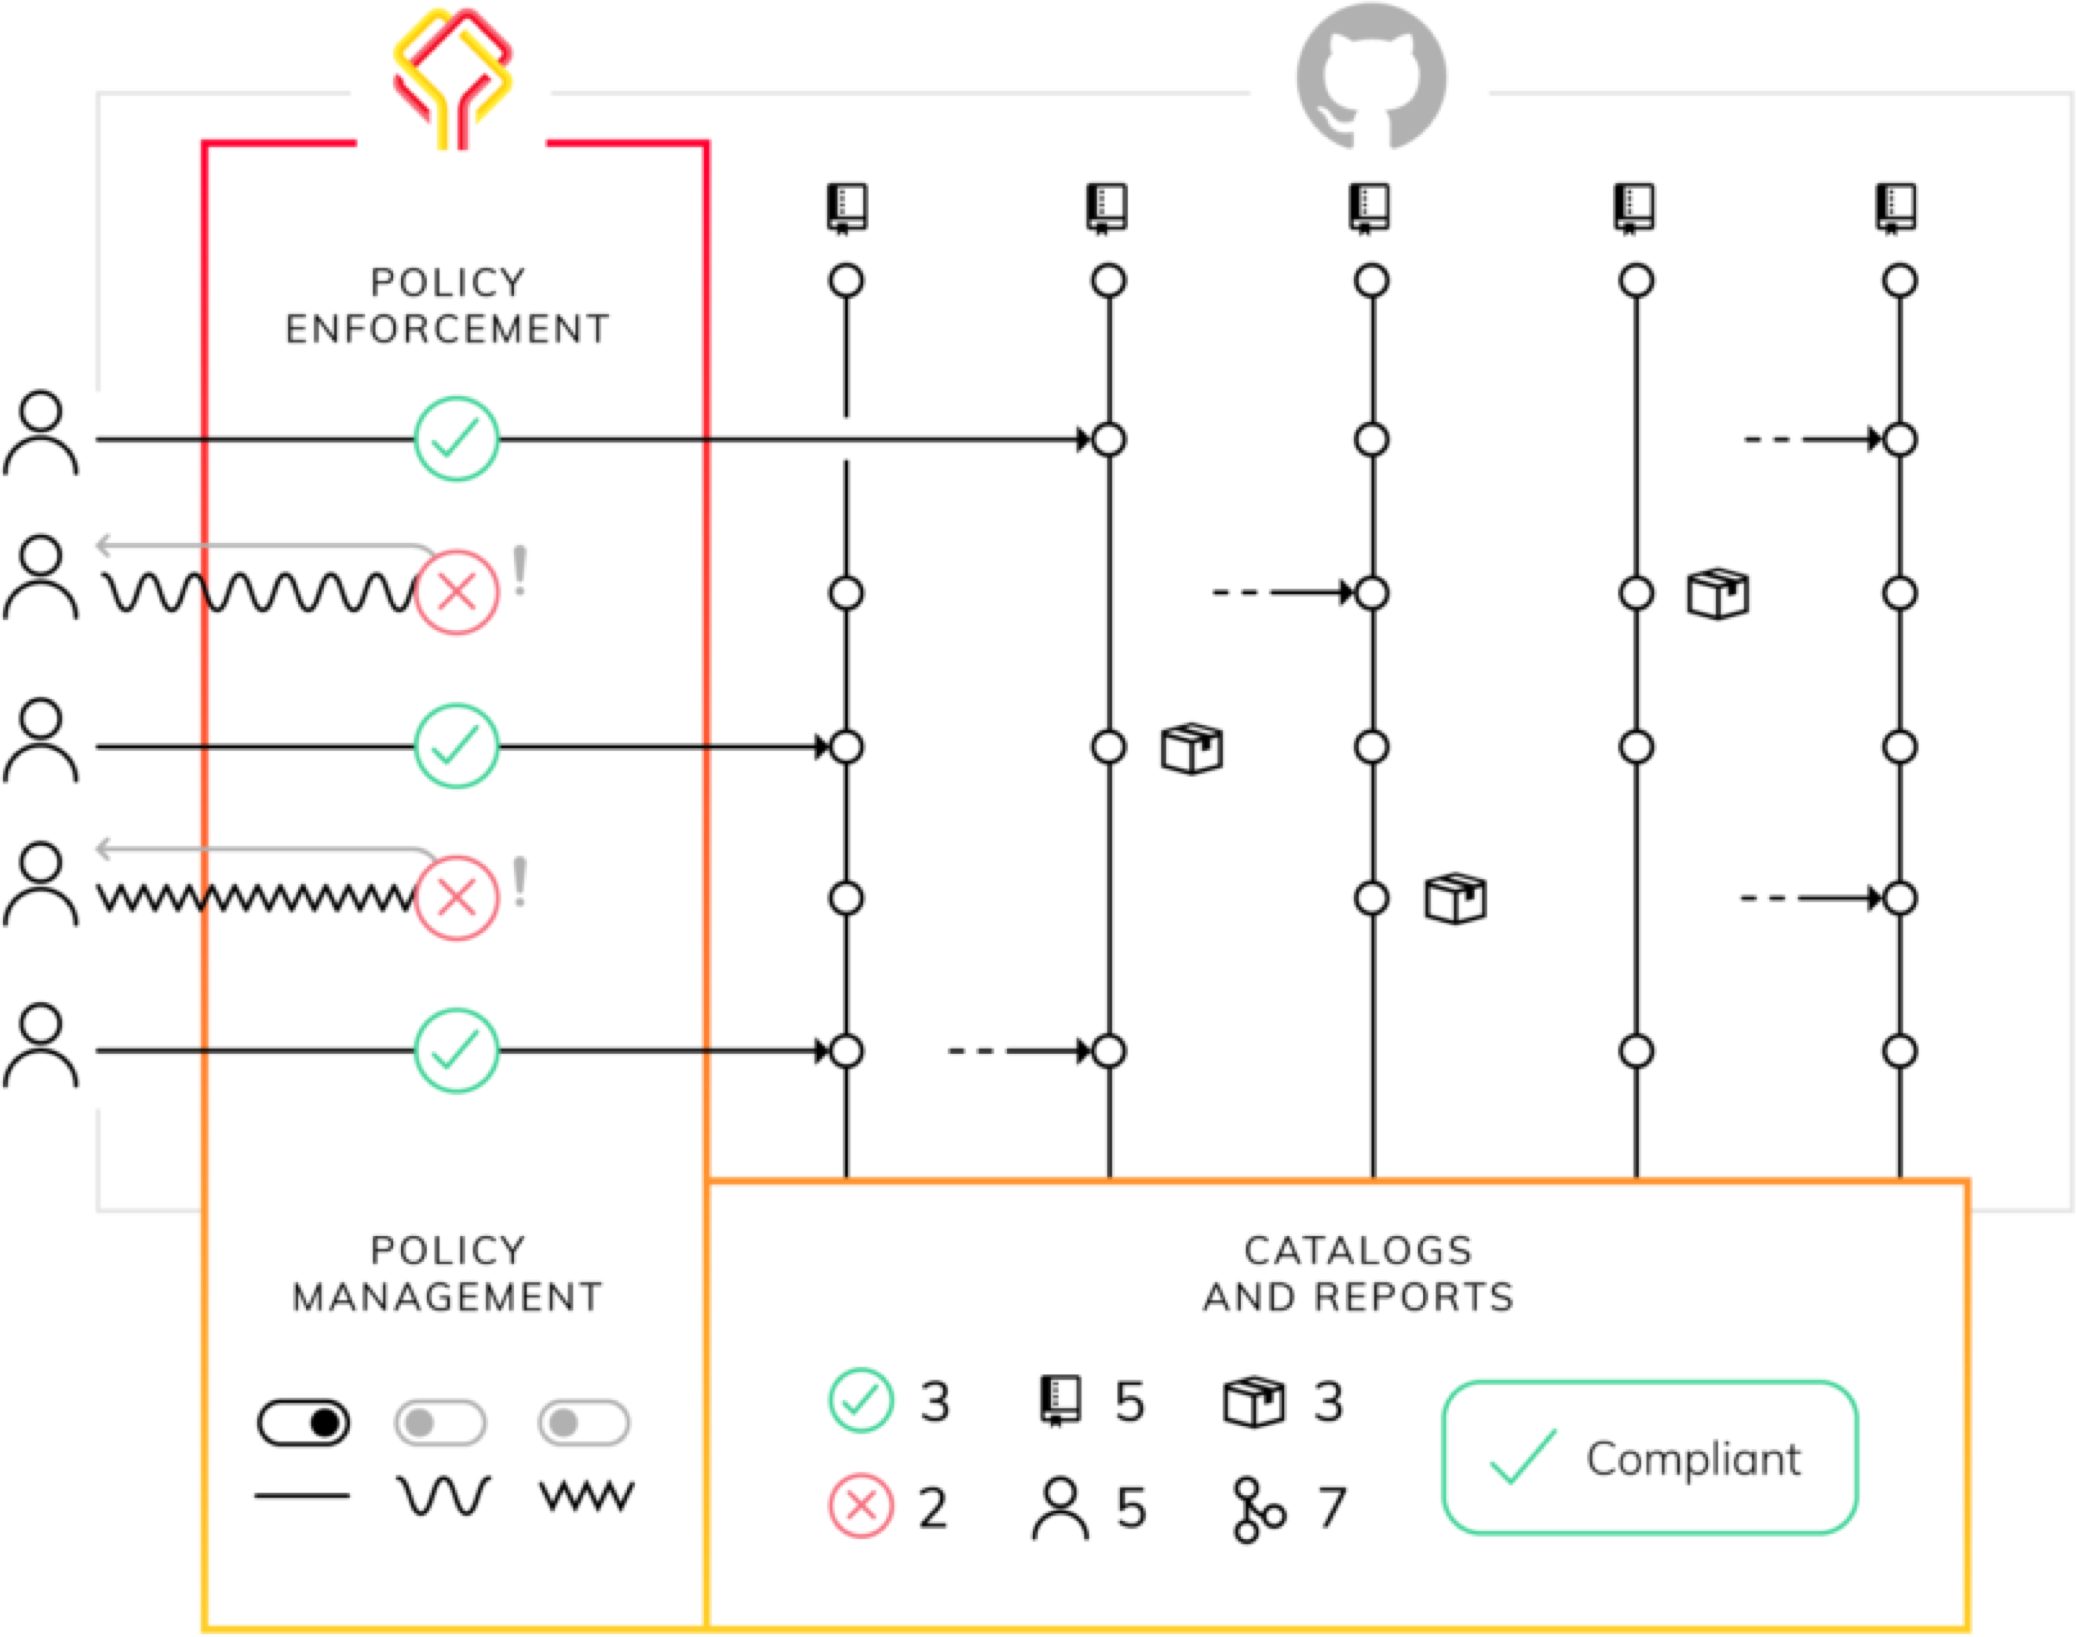 POLICY
ENFORCEMENT
!
!
POLICY
MANAGEMENT
CATALOGS
AND REPORTS
3 5 3
Compliant
2 5 7